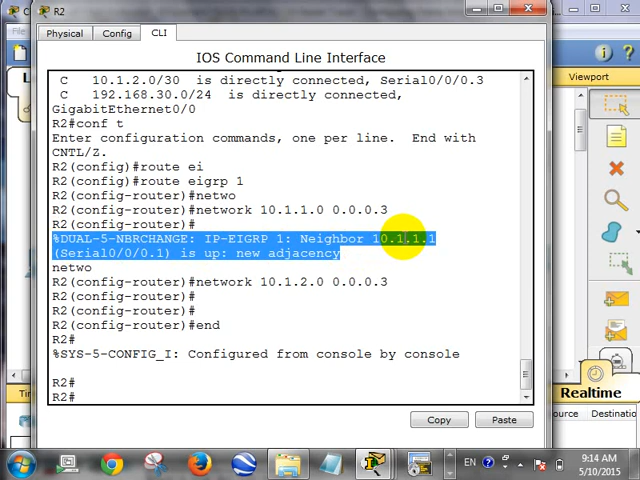 R2
Physical
Config
CLI
Viewport
IOS Command Line Interface
C    10.1.2.0/30  is directly connected, Serial0/0/0.3
C    192.168.30.0/24  is directly connected,
GigabitEthernet0/0
R2#conf t
Enter configuration commands, one per line.  End with
CNTL/Z.
R2(config)#route ei
R2(config)#route eigrp 1
R2(config-router)#netwo
R2(config-router)#network 10.1.1.0 0.0.0.3
R2(config-router)#
%DUAL-5-NBRCHANGE: IP-EIGRP 1: Neighbor 10.1.1.1
(Serial0/0/0.1) is up: new adjacency
netwo
R2(config-router)#network 10.1.2.0 0.0.0.3
R2(config-router)#
R2(config-router)#
R2(config-router)#end
R2#
%SYS-5-CONFIG_I: Configured from console by console
R2#
R2#
Copy
Paste
Realtime
Destinatio
EN
9:14 AM
5/10/2015